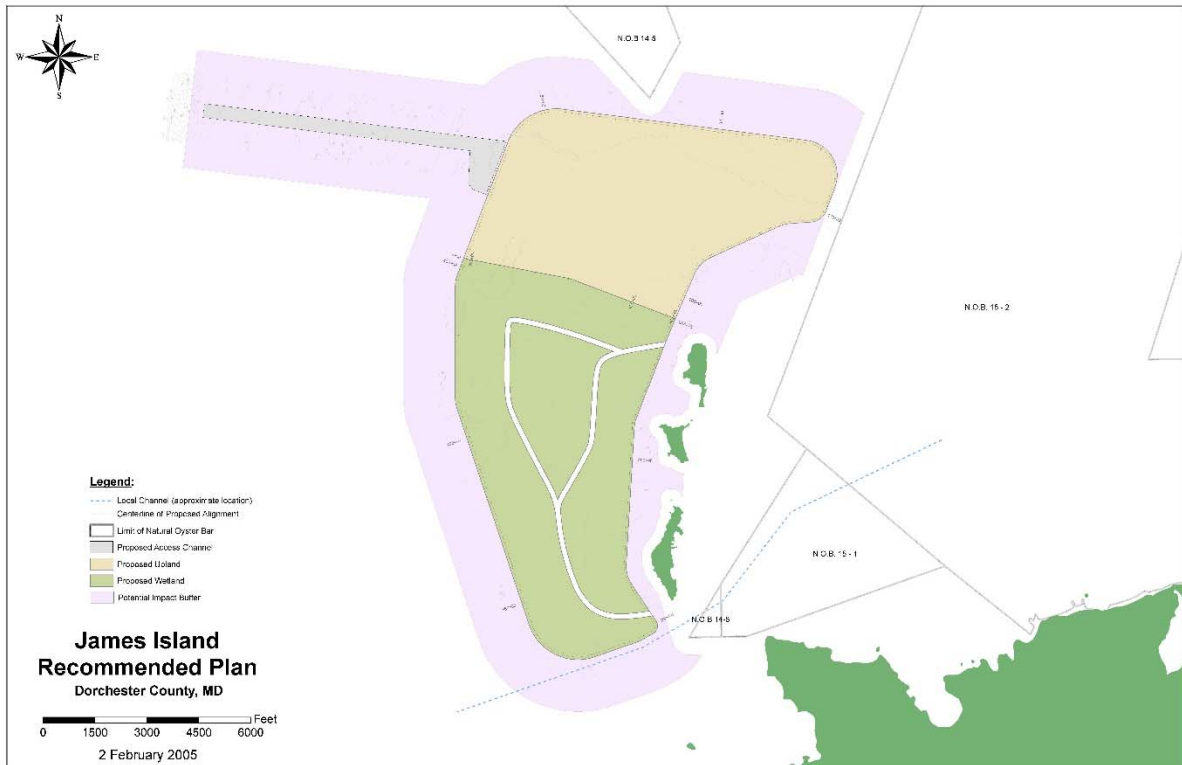 N
W E
S
N.O.B 14-5
N.O.B. 15 - 2
N.O.B. 15 - 1
N.O.B 14-5
Legend:
Local Channel (approximate location)
Centerline of Proposed Alignment
Limit of Natural Oyster Bar
Proposed Access Channel
Proposed Upland
Proposed Wetland
Potential Impact Buffer
James Island
Recommended Plan
Dorchester County, MD
Feet
0 1500 3000 4500 6000
2 February 2005